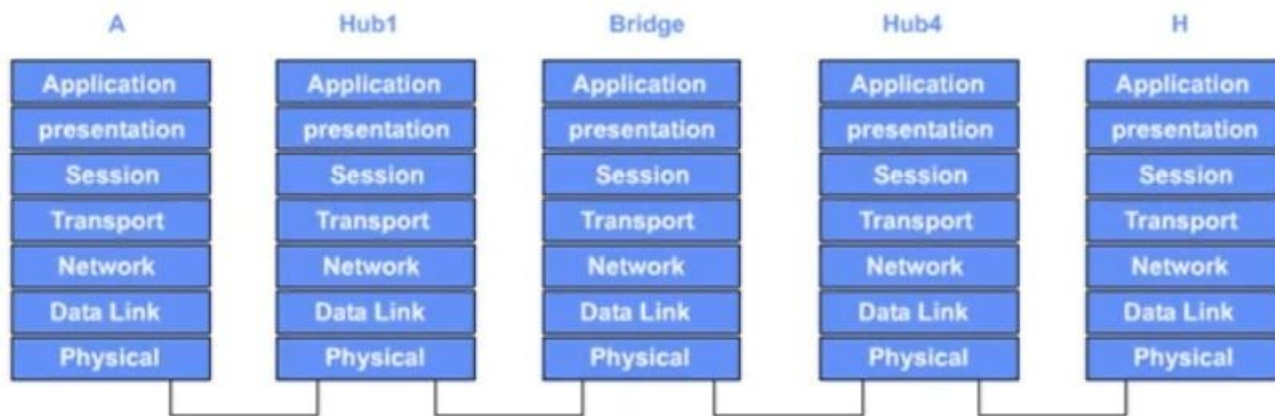 A Hub1 Bridge Hub4 H
Application Application Application Application Application
presentation presentation presentation presentation presentation
Session Session Session Session Session
Transport Transport Transport Transport Transport
Network Network Network Network Network
Data Link Data Link Data Link Data Link Data Link
Physical Physical Physical Physical Physical